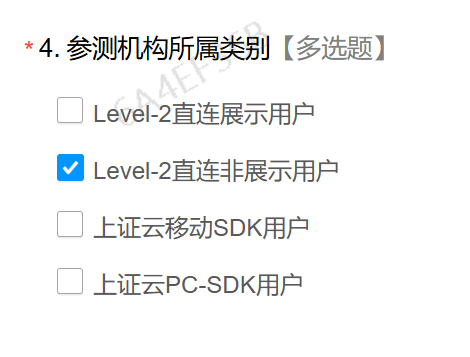 * 4. 参测机构所属类别【多选题】
Level-2直连展示用户
Level-2直连非展示用户
上证云移动SDK用户
上证云PC-SDK用户